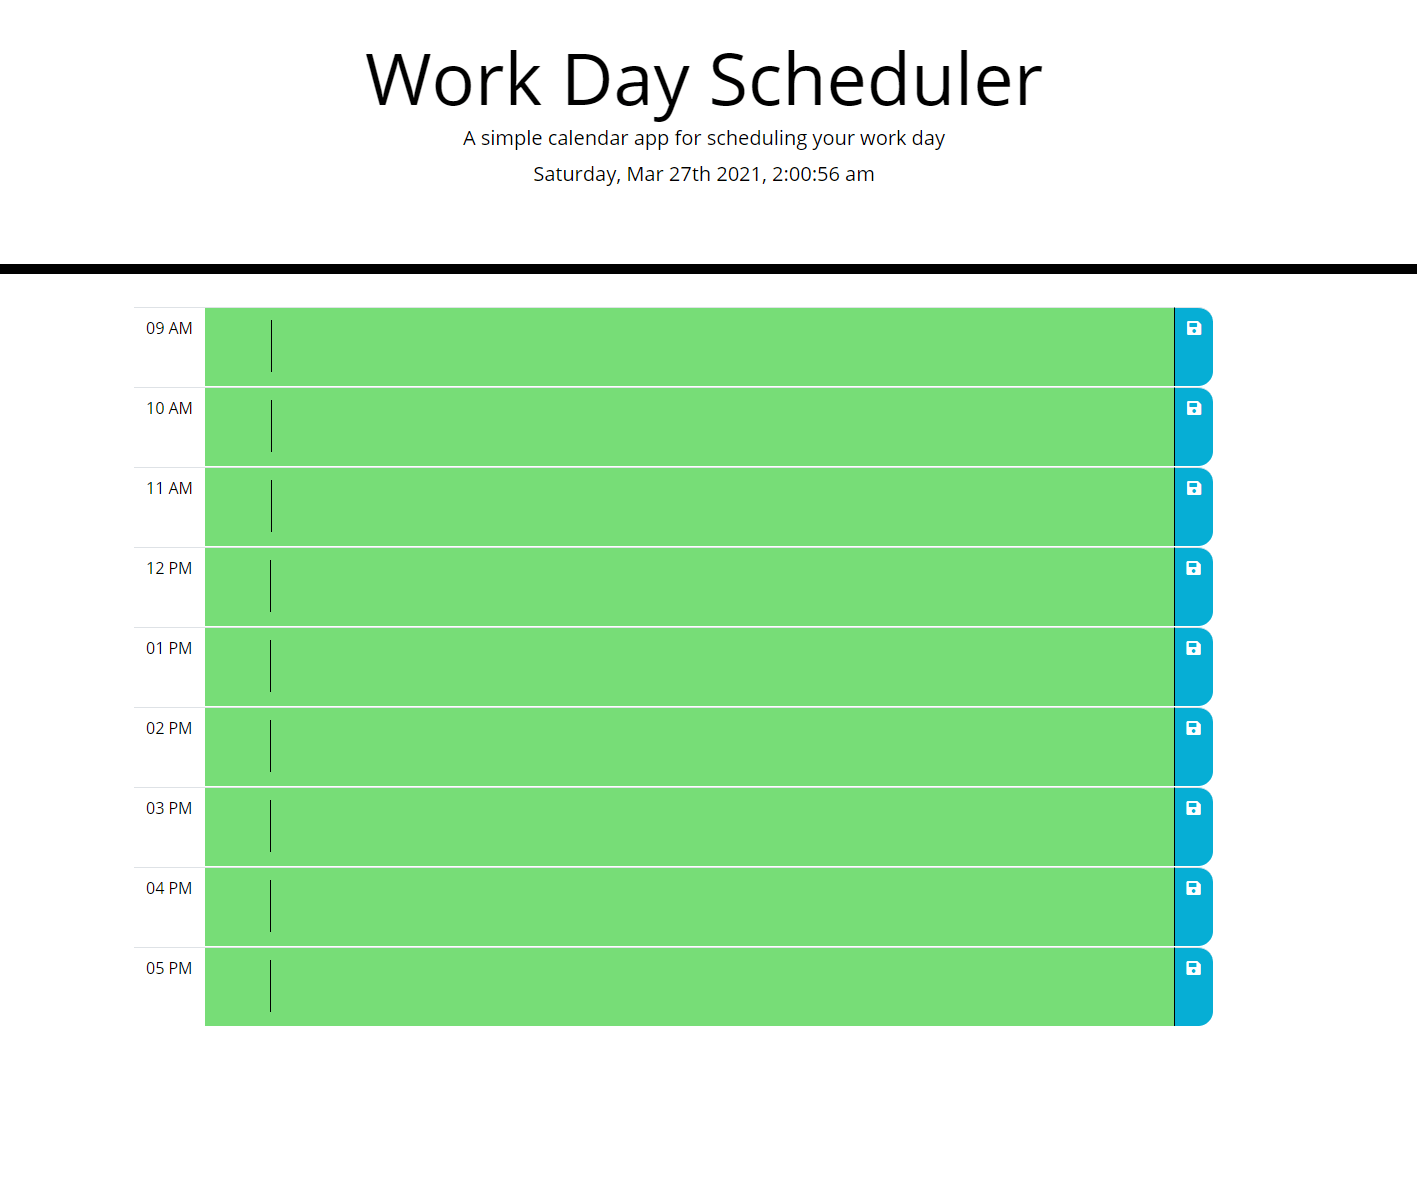 Work Day Scheduler
A simple calendar app for scheduling your work day
Saturday, Mar 27th 2021, 2:00:56 am
09 AM
10 AM
11 AM
12 PM
01 PM
02 PM
03 PM
04 PM
05 PM